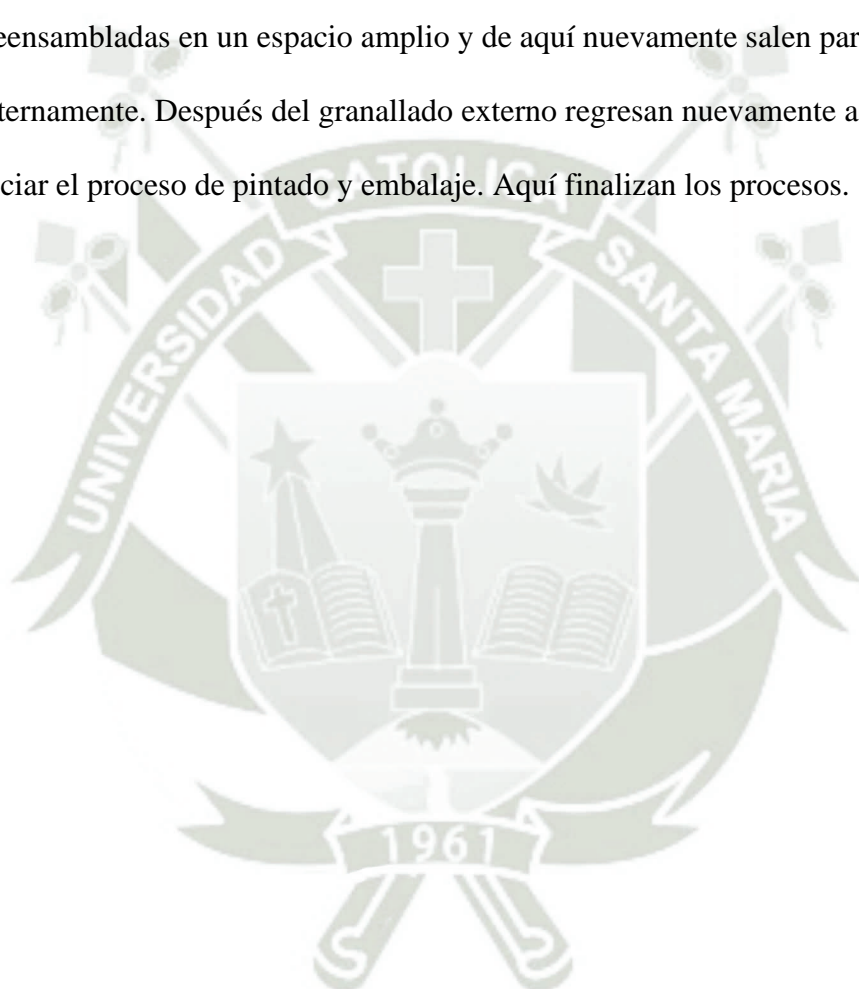 eensambladas en un espacio amplio y de aquí nuevamente salen par
ternamente. Después del granallado externo regresan nuevamente a
ciar el proceso de pintado y embalaje. Aquí finalizan los procesos.
UNIVERSIDAD CATOLICA SANTA MARIA
1961